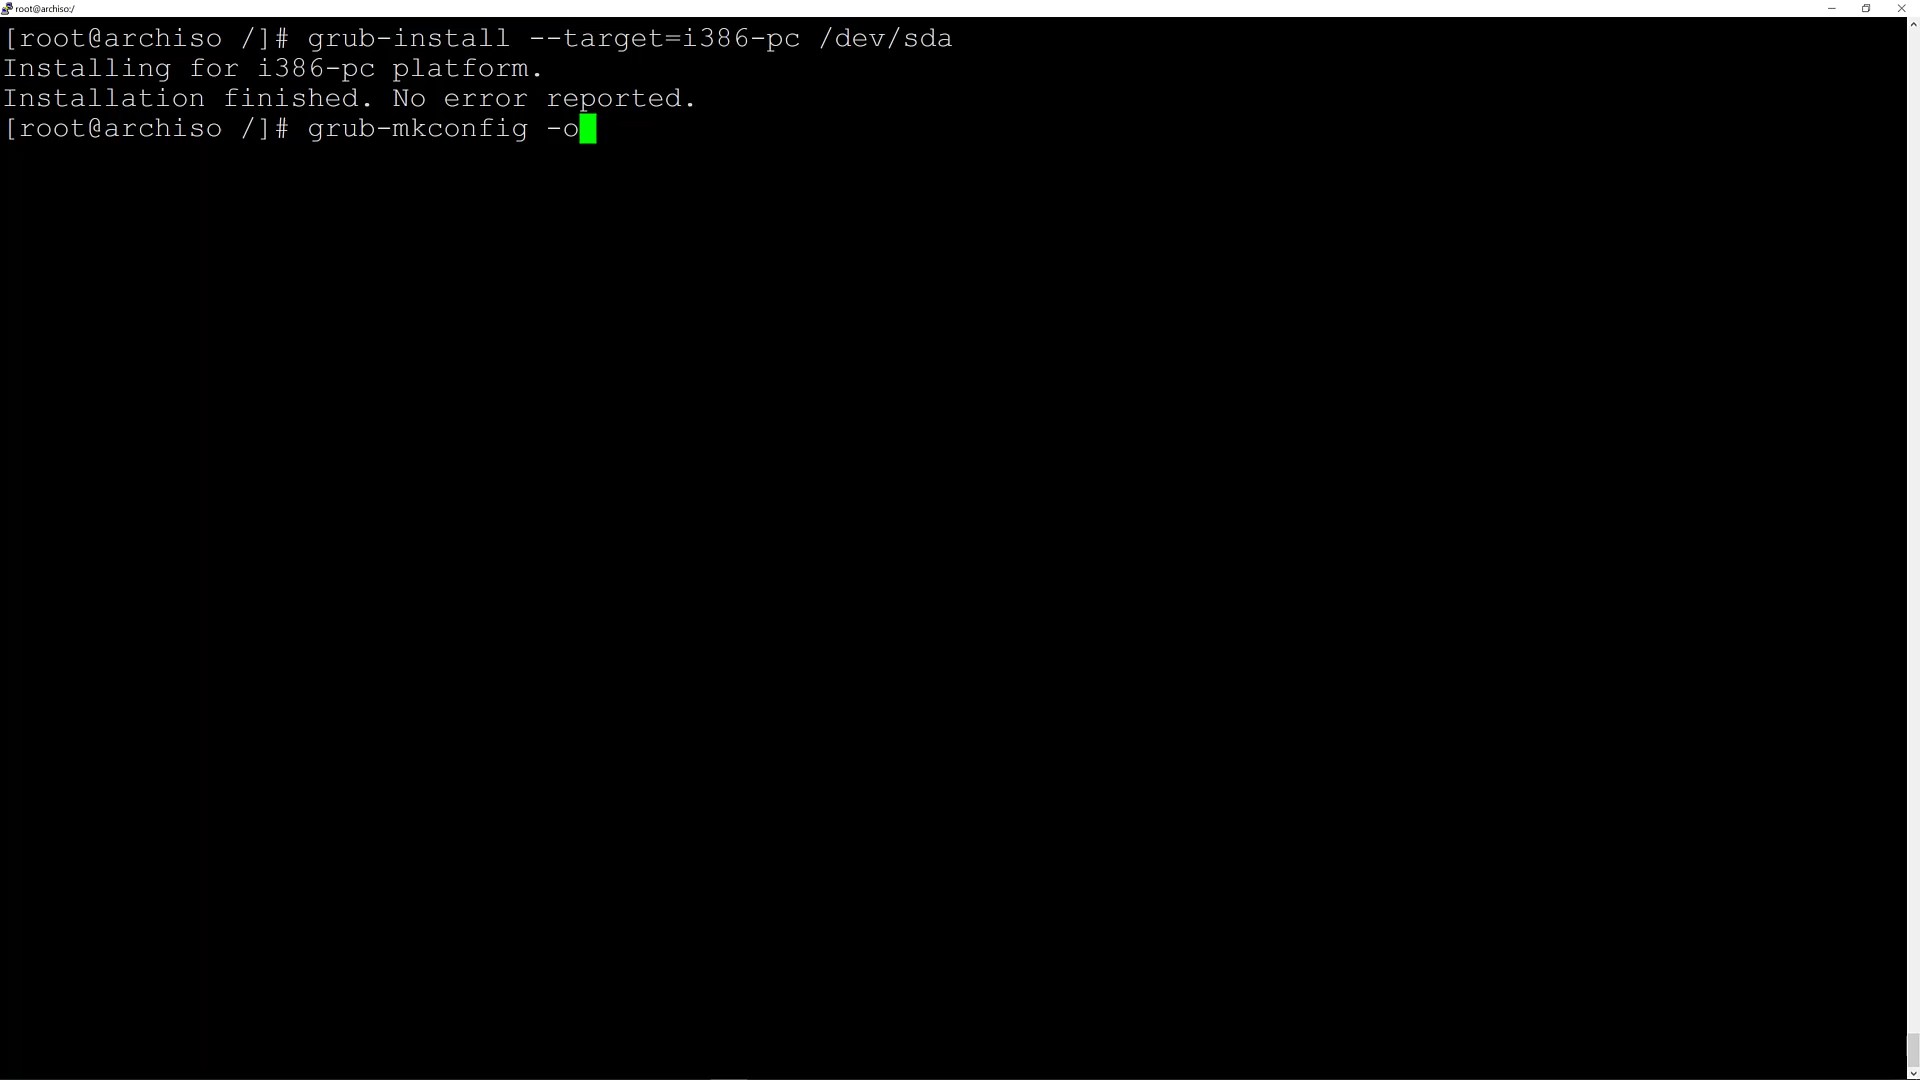 root@archiso:/
[root@archiso /]# grub-install --target=i386-pc /dev/sda
Installing for i386-pc platform.
Installation finished. No error reported.
[root@archiso /]# grub-mkconfig -o